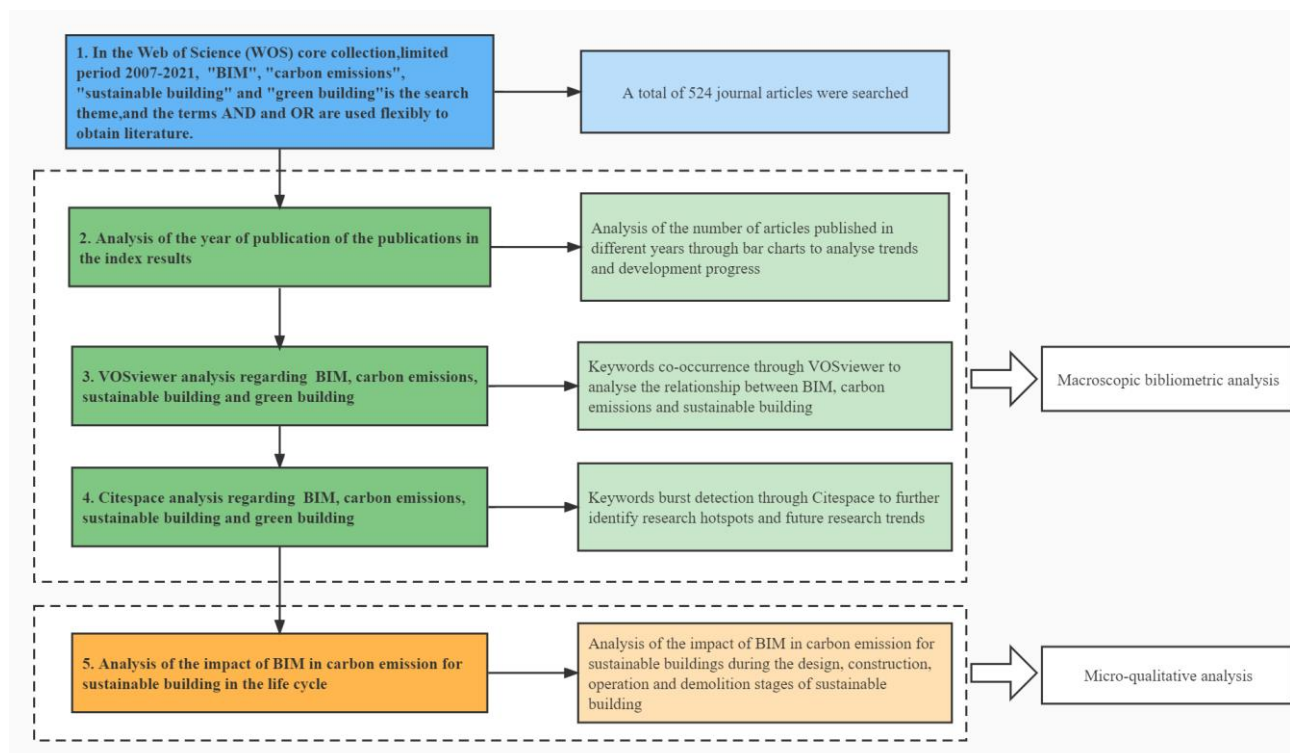 1. In the Web of Science (WOS) core collection,limited
period 2007-2021, "BIM", "carbon emissions",
"sustainable building" and "green building"is the search
theme,and the terms AND and OR are used flexibly to
obtain literature.
A total of 524 journal articles were searched
2. Analysis of the year of publication of the publications in
the index results
Analysis of the number of articles published in
different years through bar charts to analyse trends
and development progress
3. VOSviewer analysis regarding BIM, carbon emissions,
sustainable building and green building
Keywords co-occurrence through VOSviewer to
analyse the relationship between BIM, carbon
emissions and sustainable building
Macroscopic bibliometric analysis
4. Citespace analysis regarding BIM, carbon emissions,
sustainable building and green building
Keywords burst detection through Citespace to further
identify research hotspots and future research trends
5. Analysis of the impact of BIM in carbon emission for
sustainable building in the life cycle
Analysis of the impact of BIM in carbon emission for
sustainable buildings during the design, construction,
operation and demolition stages of sustainable
building
Micro-qualitative analysis